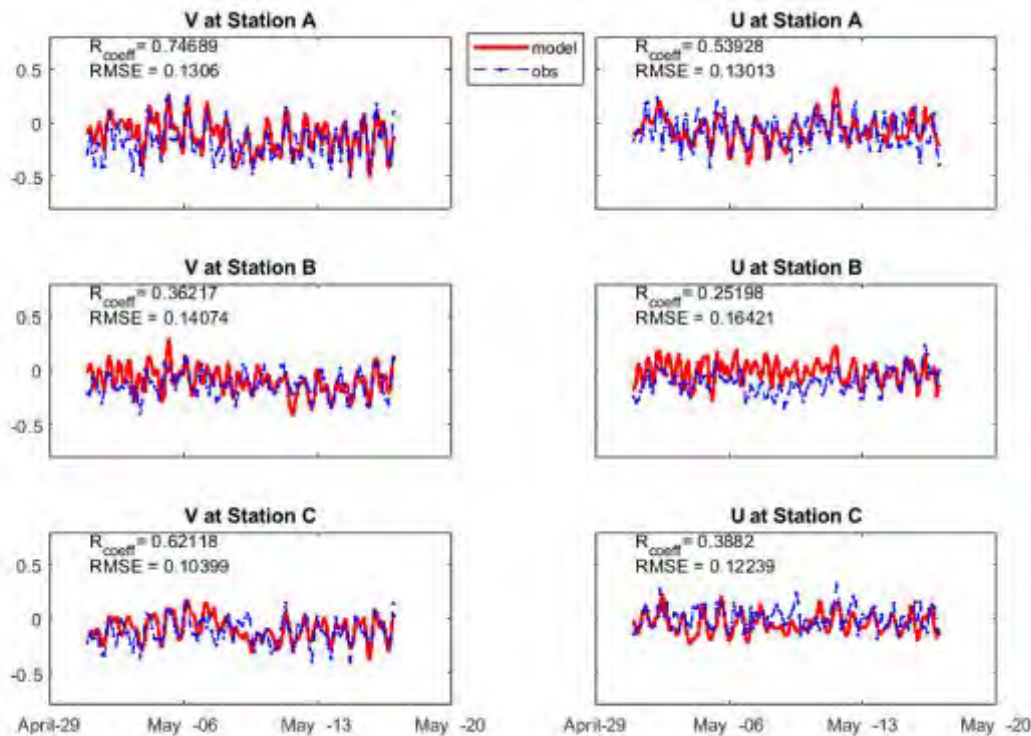 V at Station A
R_coeff = 0.74689
RMSE = 0.1306
0.5
0
-0.5
model
obs
U at Station A
R_coeff = 0.53928
RMSE = 0.13013
V at Station B
R_coeff = 0.36217
RMSE = 0.14074
0.5
0
-0.5
U at Station B
R_coeff = 0.25198
RMSE = 0.16421
V at Station C
R_coeff = 0.62118
RMSE = 0.10399
0.5
0
-0.5
April-29 May -06 May -13 May -20
U at Station C
R_coeff = 0.3882
RMSE = 0.12239
April-29 May -06 May -13 May -20